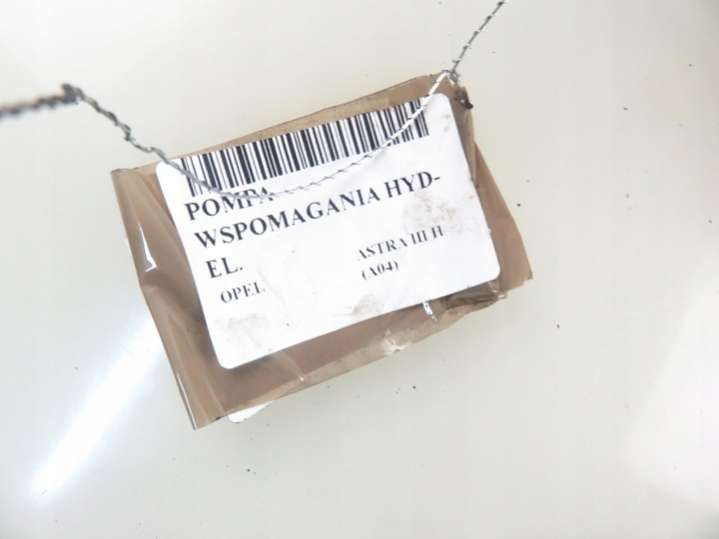 POMPA
WSPOMAGANIA HYD-
EL.
OPEL ASTRA III H
(A04)